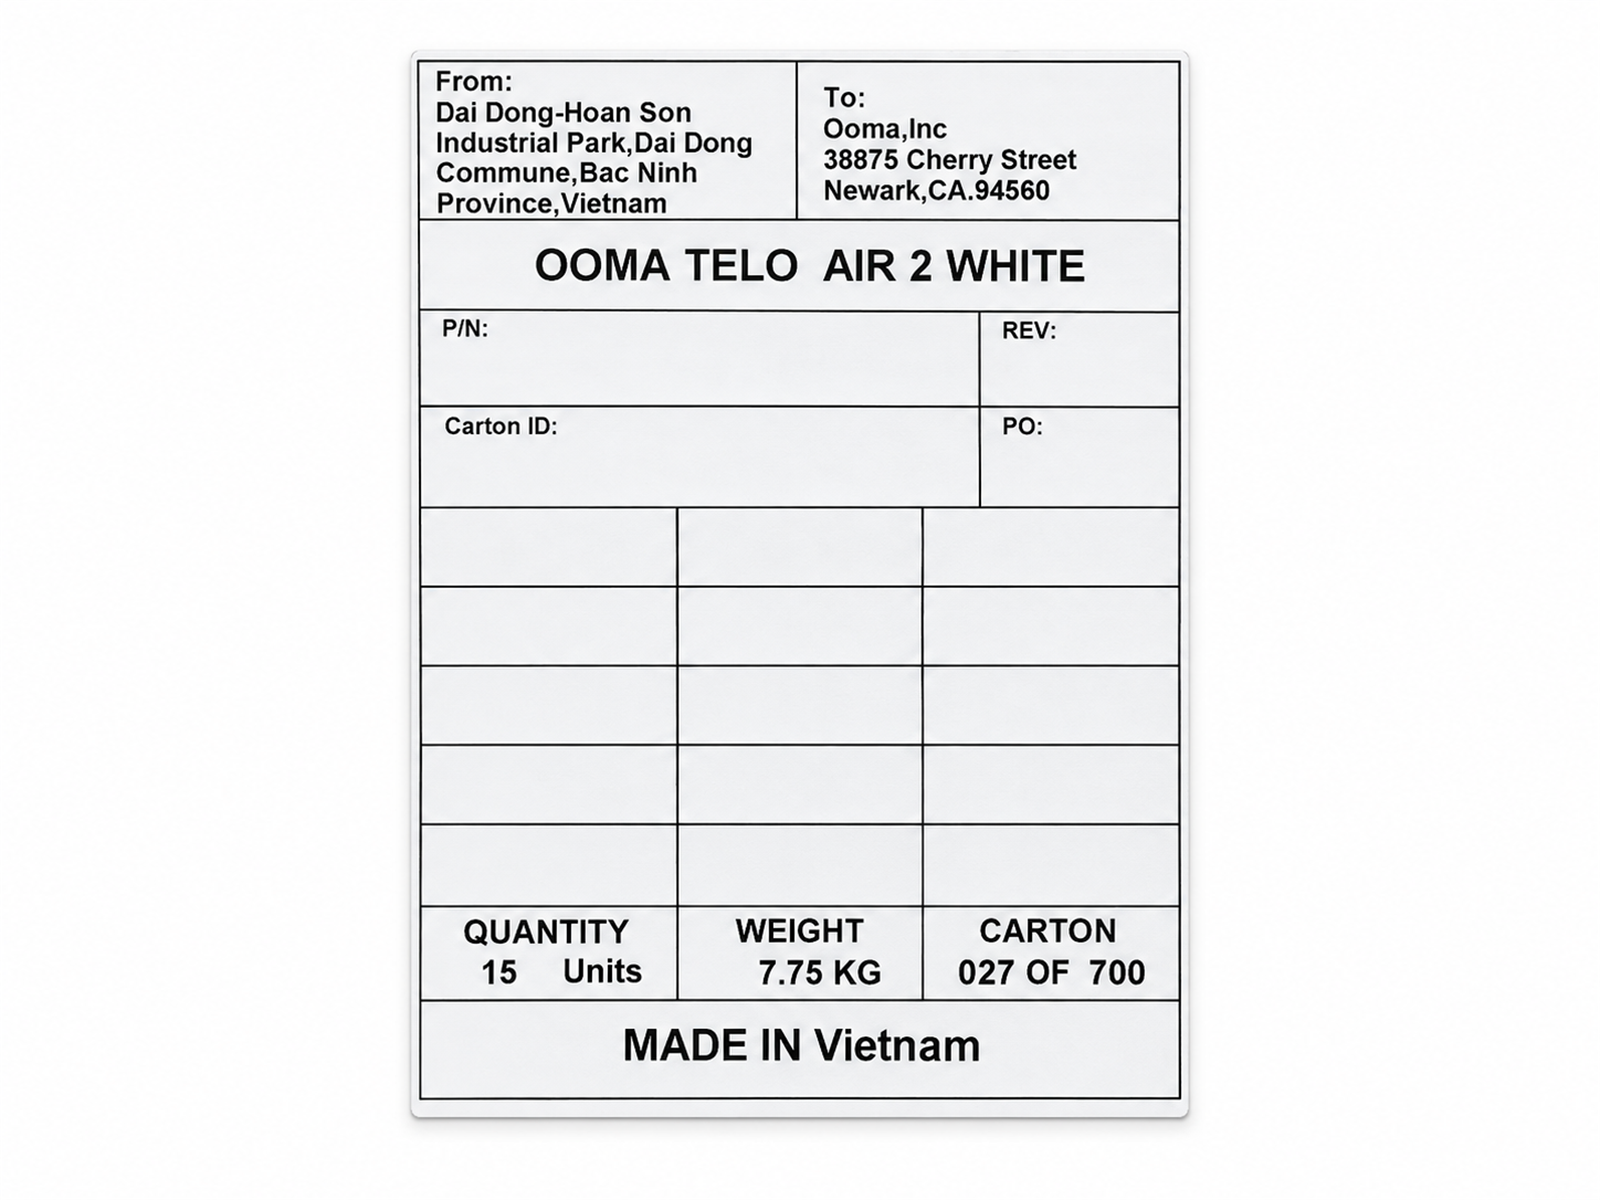 From:
Dai Dong-Hoan Son
Industrial Park,Dai Dong
Commune,Bac Ninh
Province,Vietnam
To:
Ooma,Inc
38875 Cherry Street
Newark,CA.94560
OOMA TELO  AIR 2 WHITE
P/N:
REV:
Carton ID:
PO:
QUANTITY
15 Units
WEIGHT
7.75 KG
CARTON
027 OF  700
MADE IN Vietnam